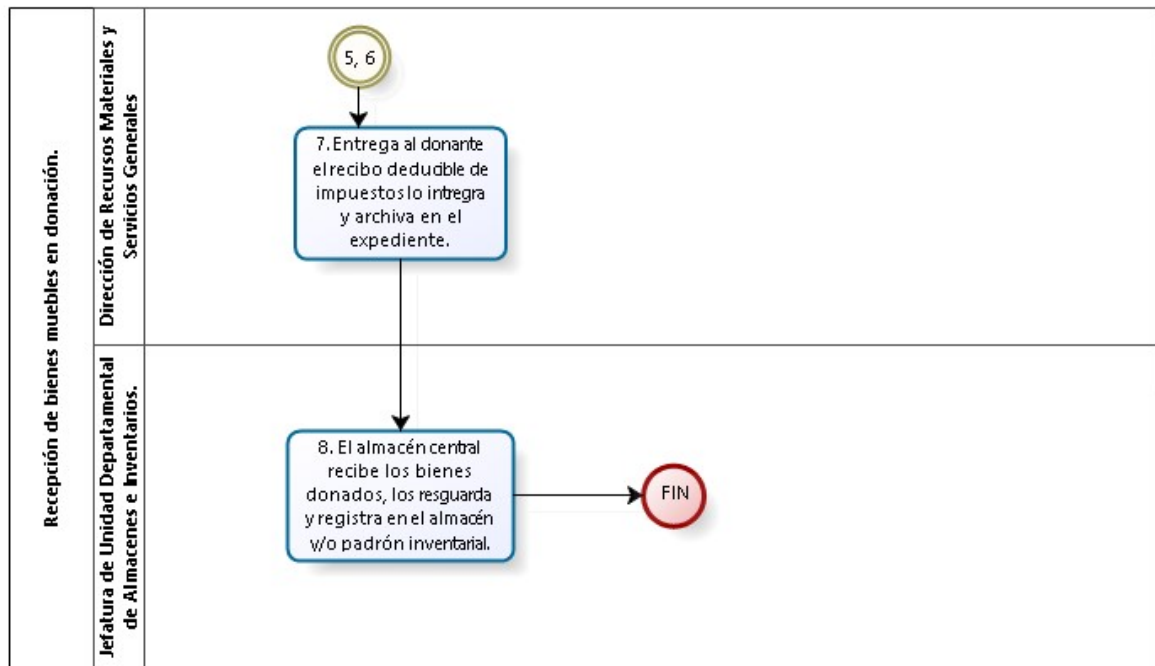 Recepción de bienes muebles en donación.
Dirección de Recursos Materiales y
Servicios Generales
5, 6
7. Entrega al donante
el recibo deducible de
impuestos lo intregra
y archiva en el
expediente.
Jefatura de Unidad Departamental
de Almacenes e Inventarios.
8. El almacén central
recibe los bienes
donados, los resguarda
y registra en el almacén
y/o padrón inventarial.
FIN